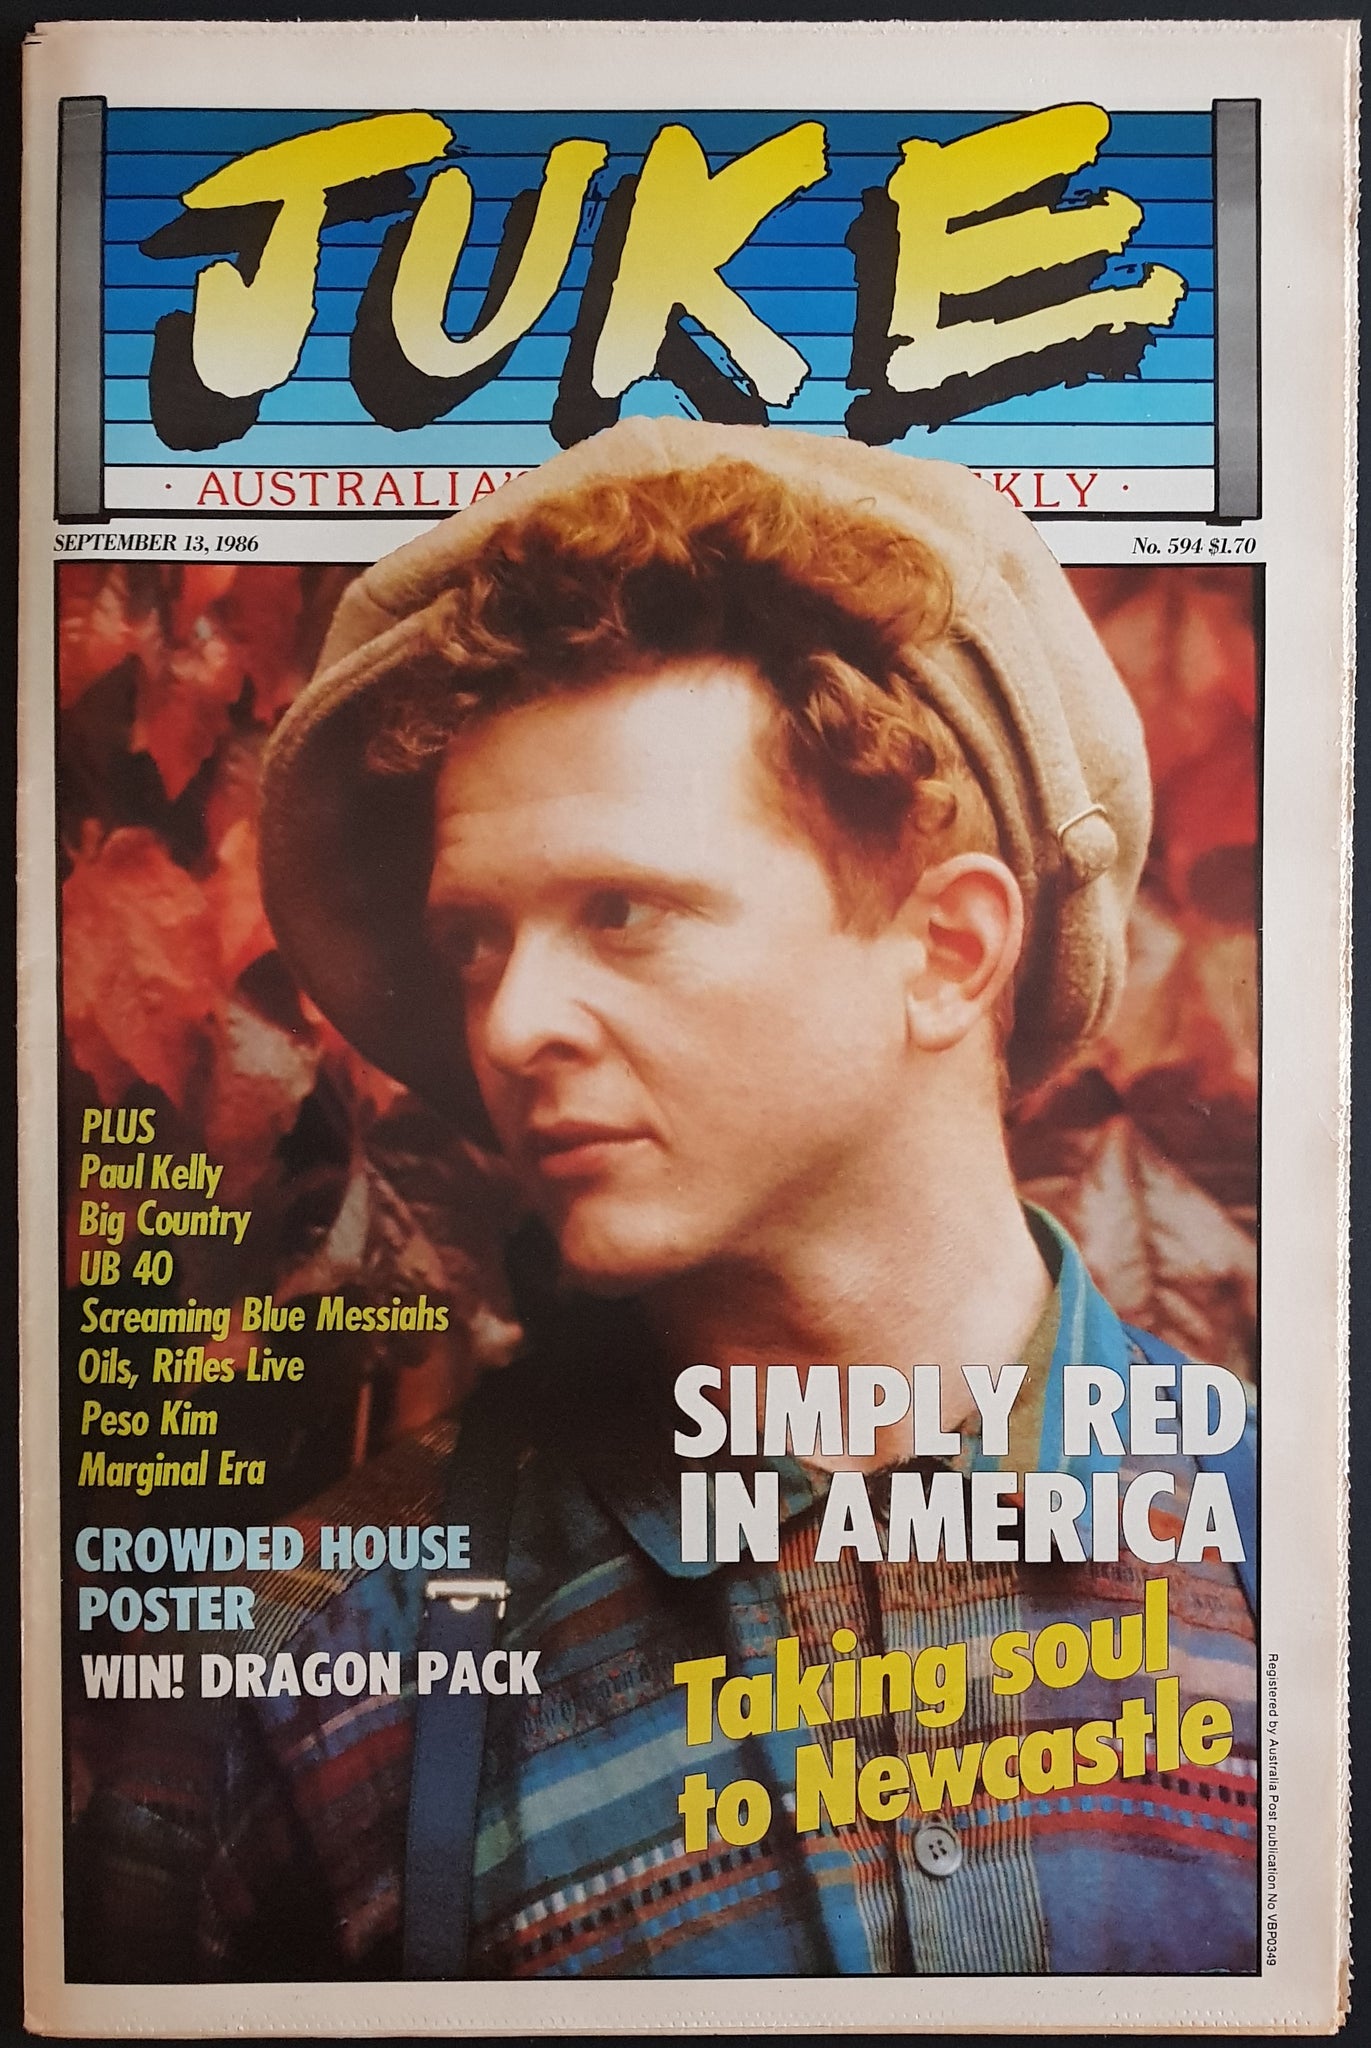 JUKE
· AUSTRALIA'S KLY ·
SEPTEMBER 13, 1986
No. 594 $1.70
PLUS
Paul Kelly
Big Country
UB 40
Screaming Blue Messiahs
Oils, Rifles Live
Peso Kim
Marginal Era
CROWDED HOUSE
POSTER
WIN! DRAGON PACK
SIMPLY RED
IN AMERICA
Taking soul
to Newcastle
Registered by Australia Post publication No VBP0349